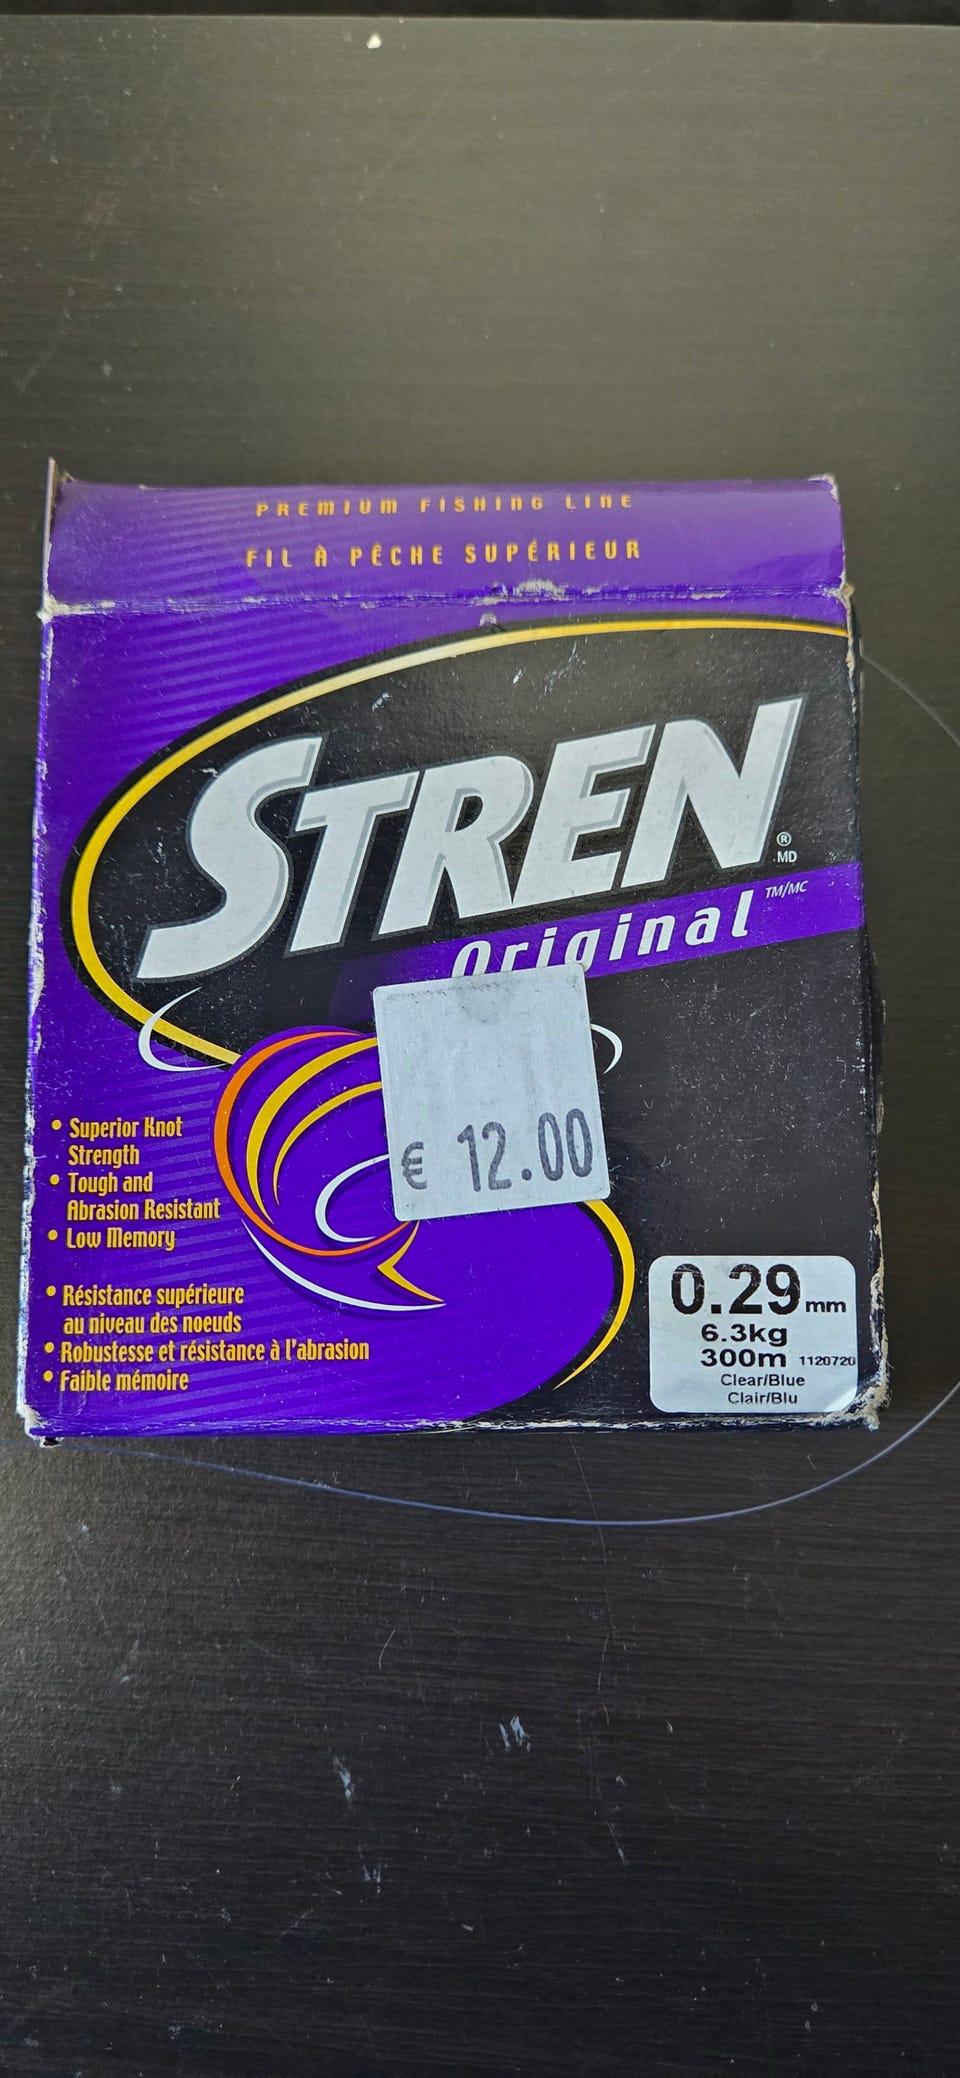 PREMIUM FISHING LINE
FIL À PÊCHE SUPÉRIEUR
STREN
®
MD
Original TM/MC
€ 12.00
• Superior Knot
Strength
• Tough and
Abrasion Resistant
• Low Memory
• Résistance supérieure
au niveau des noeuds
• Robustesse et résistance à l'abrasion
• Faible mémoire
0.29 mm
6.3kg
300m 1120720
Clear/Blue
Clair/Blu